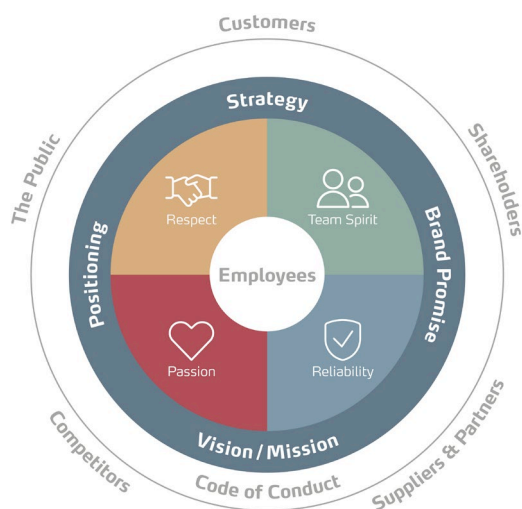 Customers
The Public
Shareholders
Strategy
Respect
Team Spirit
Positioning
Employees
Brand Promise
Passion
Reliability
Vision/Mission
Competitors
Code of Conduct
Suppliers & Partners